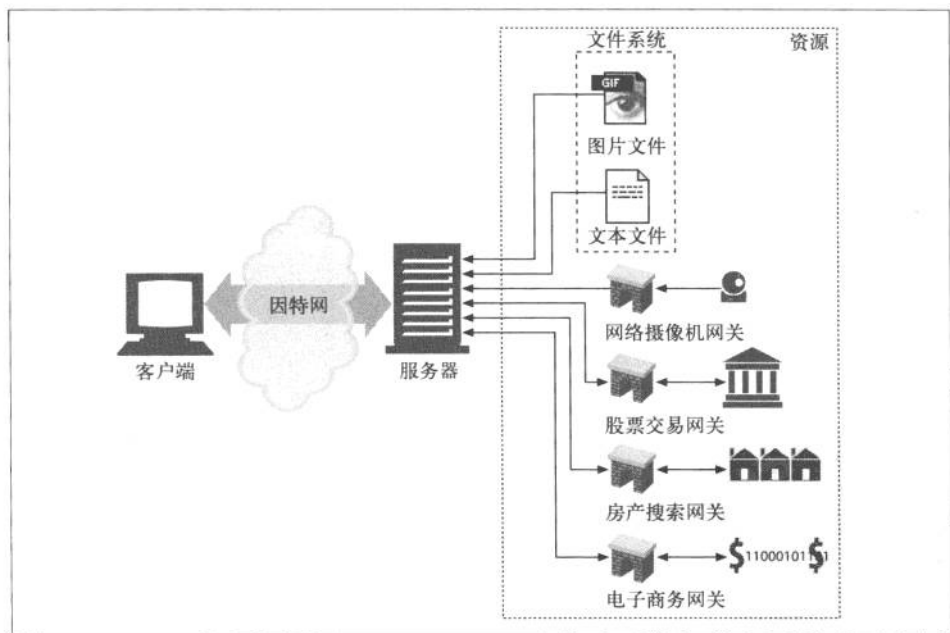 文件系统
资源
GIF
图片文件
文本文件
因特网
客户端
服务器
网络摄像机网关
股票交易网关
房产搜索网关
电子商务网关